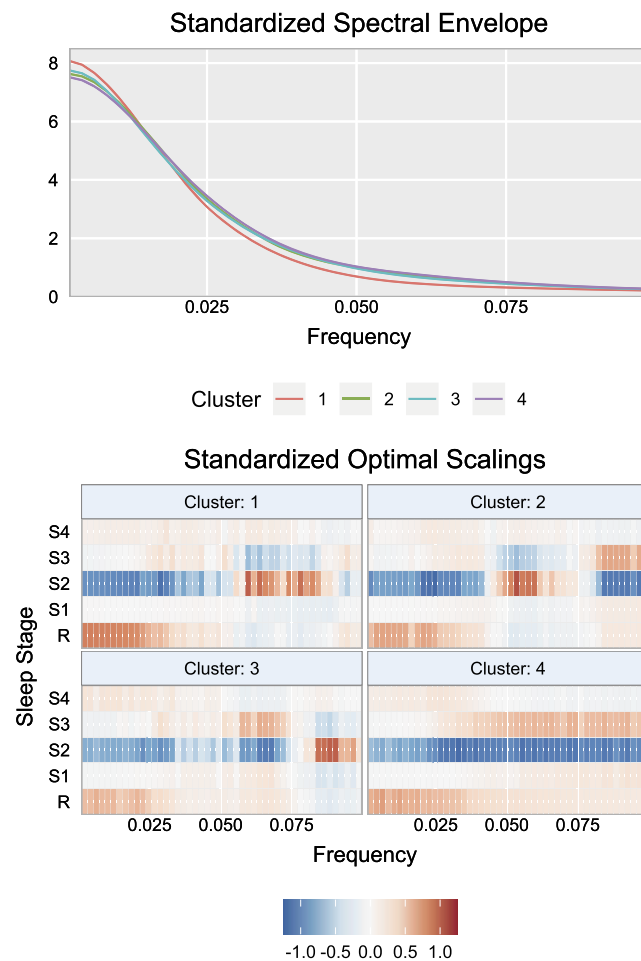 Standardized Spectral Envelope
8
6
4
2
0
0.025 0.050 0.075
Frequency
Cluster 1 2 3 4
Standardized Optimal Scalings
Cluster: 1 Cluster: 2
S4
S3
S2
S1
R
Sleep Stage
Cluster: 3 Cluster: 4
S4
S3
S2
S1
R
0.025 0.050 0.075 0.025 0.050 0.075
Frequency
-1.0 -0.5 0.0 0.5 1.0